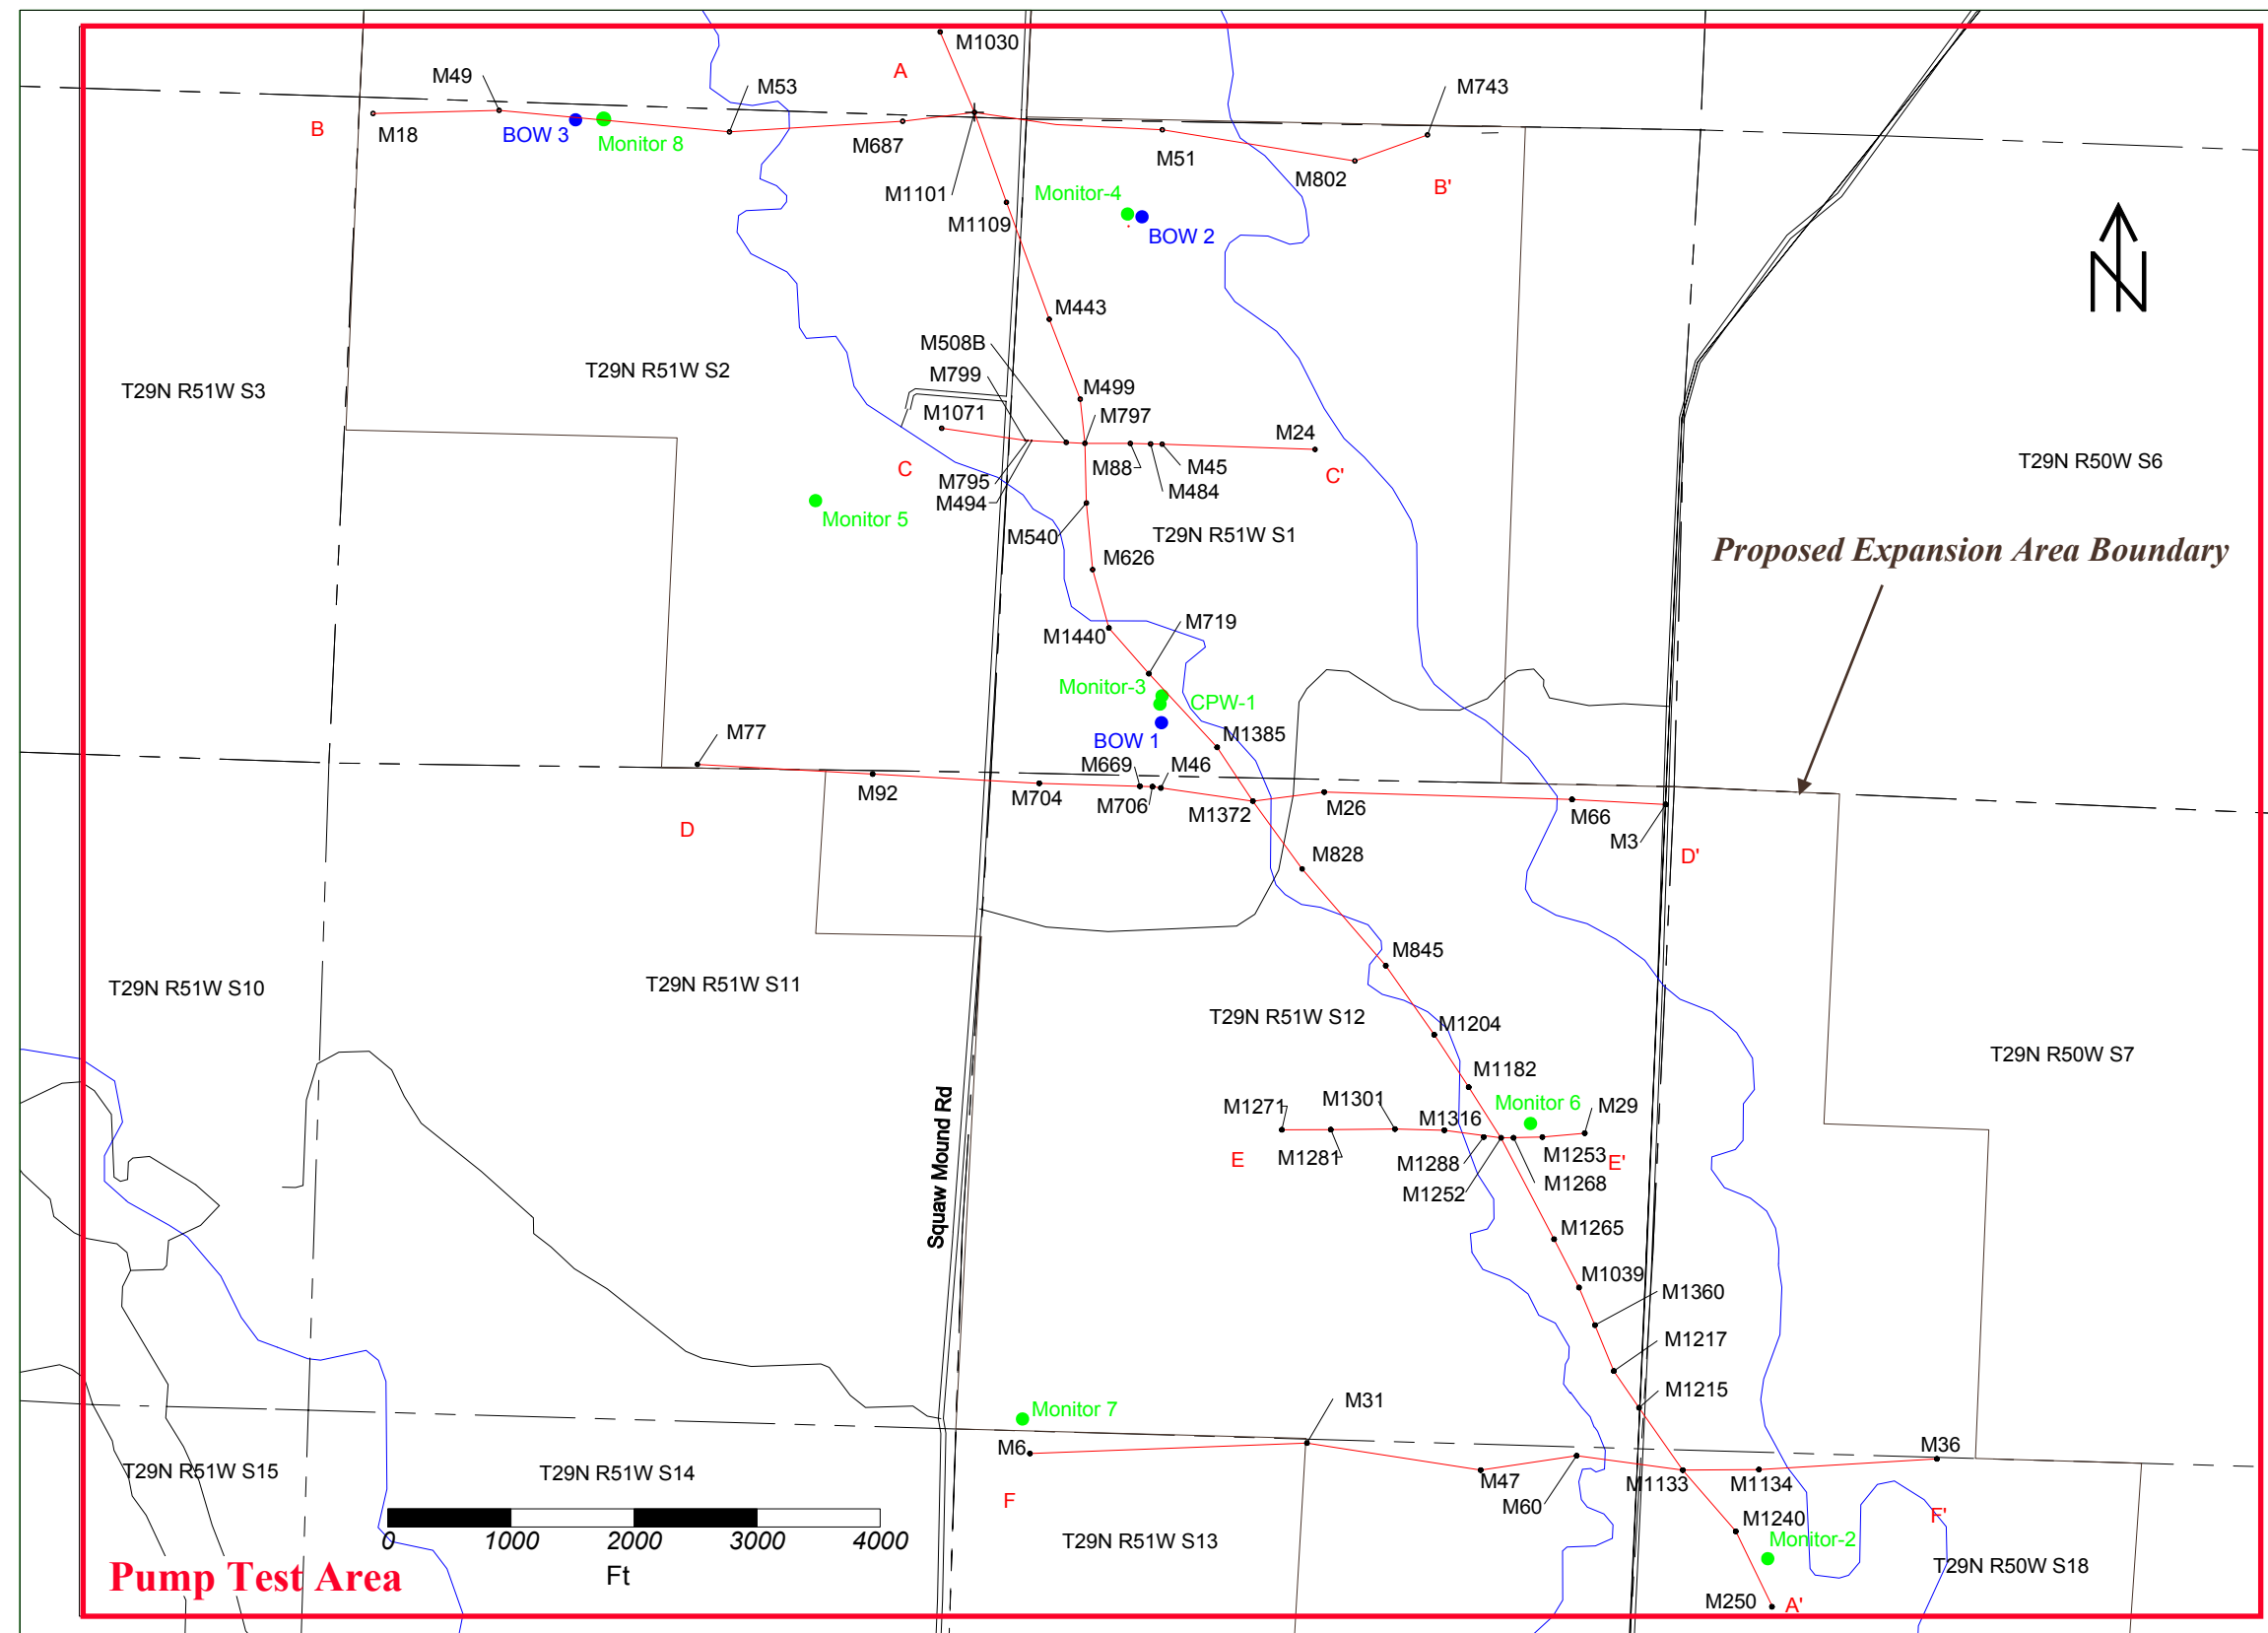 M1030
A
M49
M53
M743
B
M18
BOW 3
Monitor 8
M687
M51
M802
B'
M1101
Monitor-4
M1109
BOW 2
M443
M508B
T29N R51W S2
M799
T29N R51W S3
M499
M1071
M797
M24
C
M88
M45
C'
T29N R50W S6
M795
M484
M494
Monitor 5
M540
T29N R51W S1
Proposed Expansion Area Boundary
M626
M719
M1440
Monitor-3
CPW-1
M77
BOW 1
M1385
M669
M46
M92
M704
M706
M1372
M26
M66
M3
D
D'
M828
M845
T29N R51W S10
T29N R51W S11
T29N R51W S12
M1204
T29N R50W S7
M1182
Squaw Mound Rd
M1271
M1301
M1316
Monitor 6
M29
E
M1281
M1288
M1253
E'
M1252
M1268
M1265
M1039
M1360
M1217
M1215
Monitor 7
M31
M6
M36
T29N R51W S15
T29N R51W S14
M47
M1133
M1134
F
M60
F'
0 1000 2000 3000 4000
Ft
T29N R51W S13
M1240
Monitor-2
T29N R50W S18
Pump Test Area
M250
A'